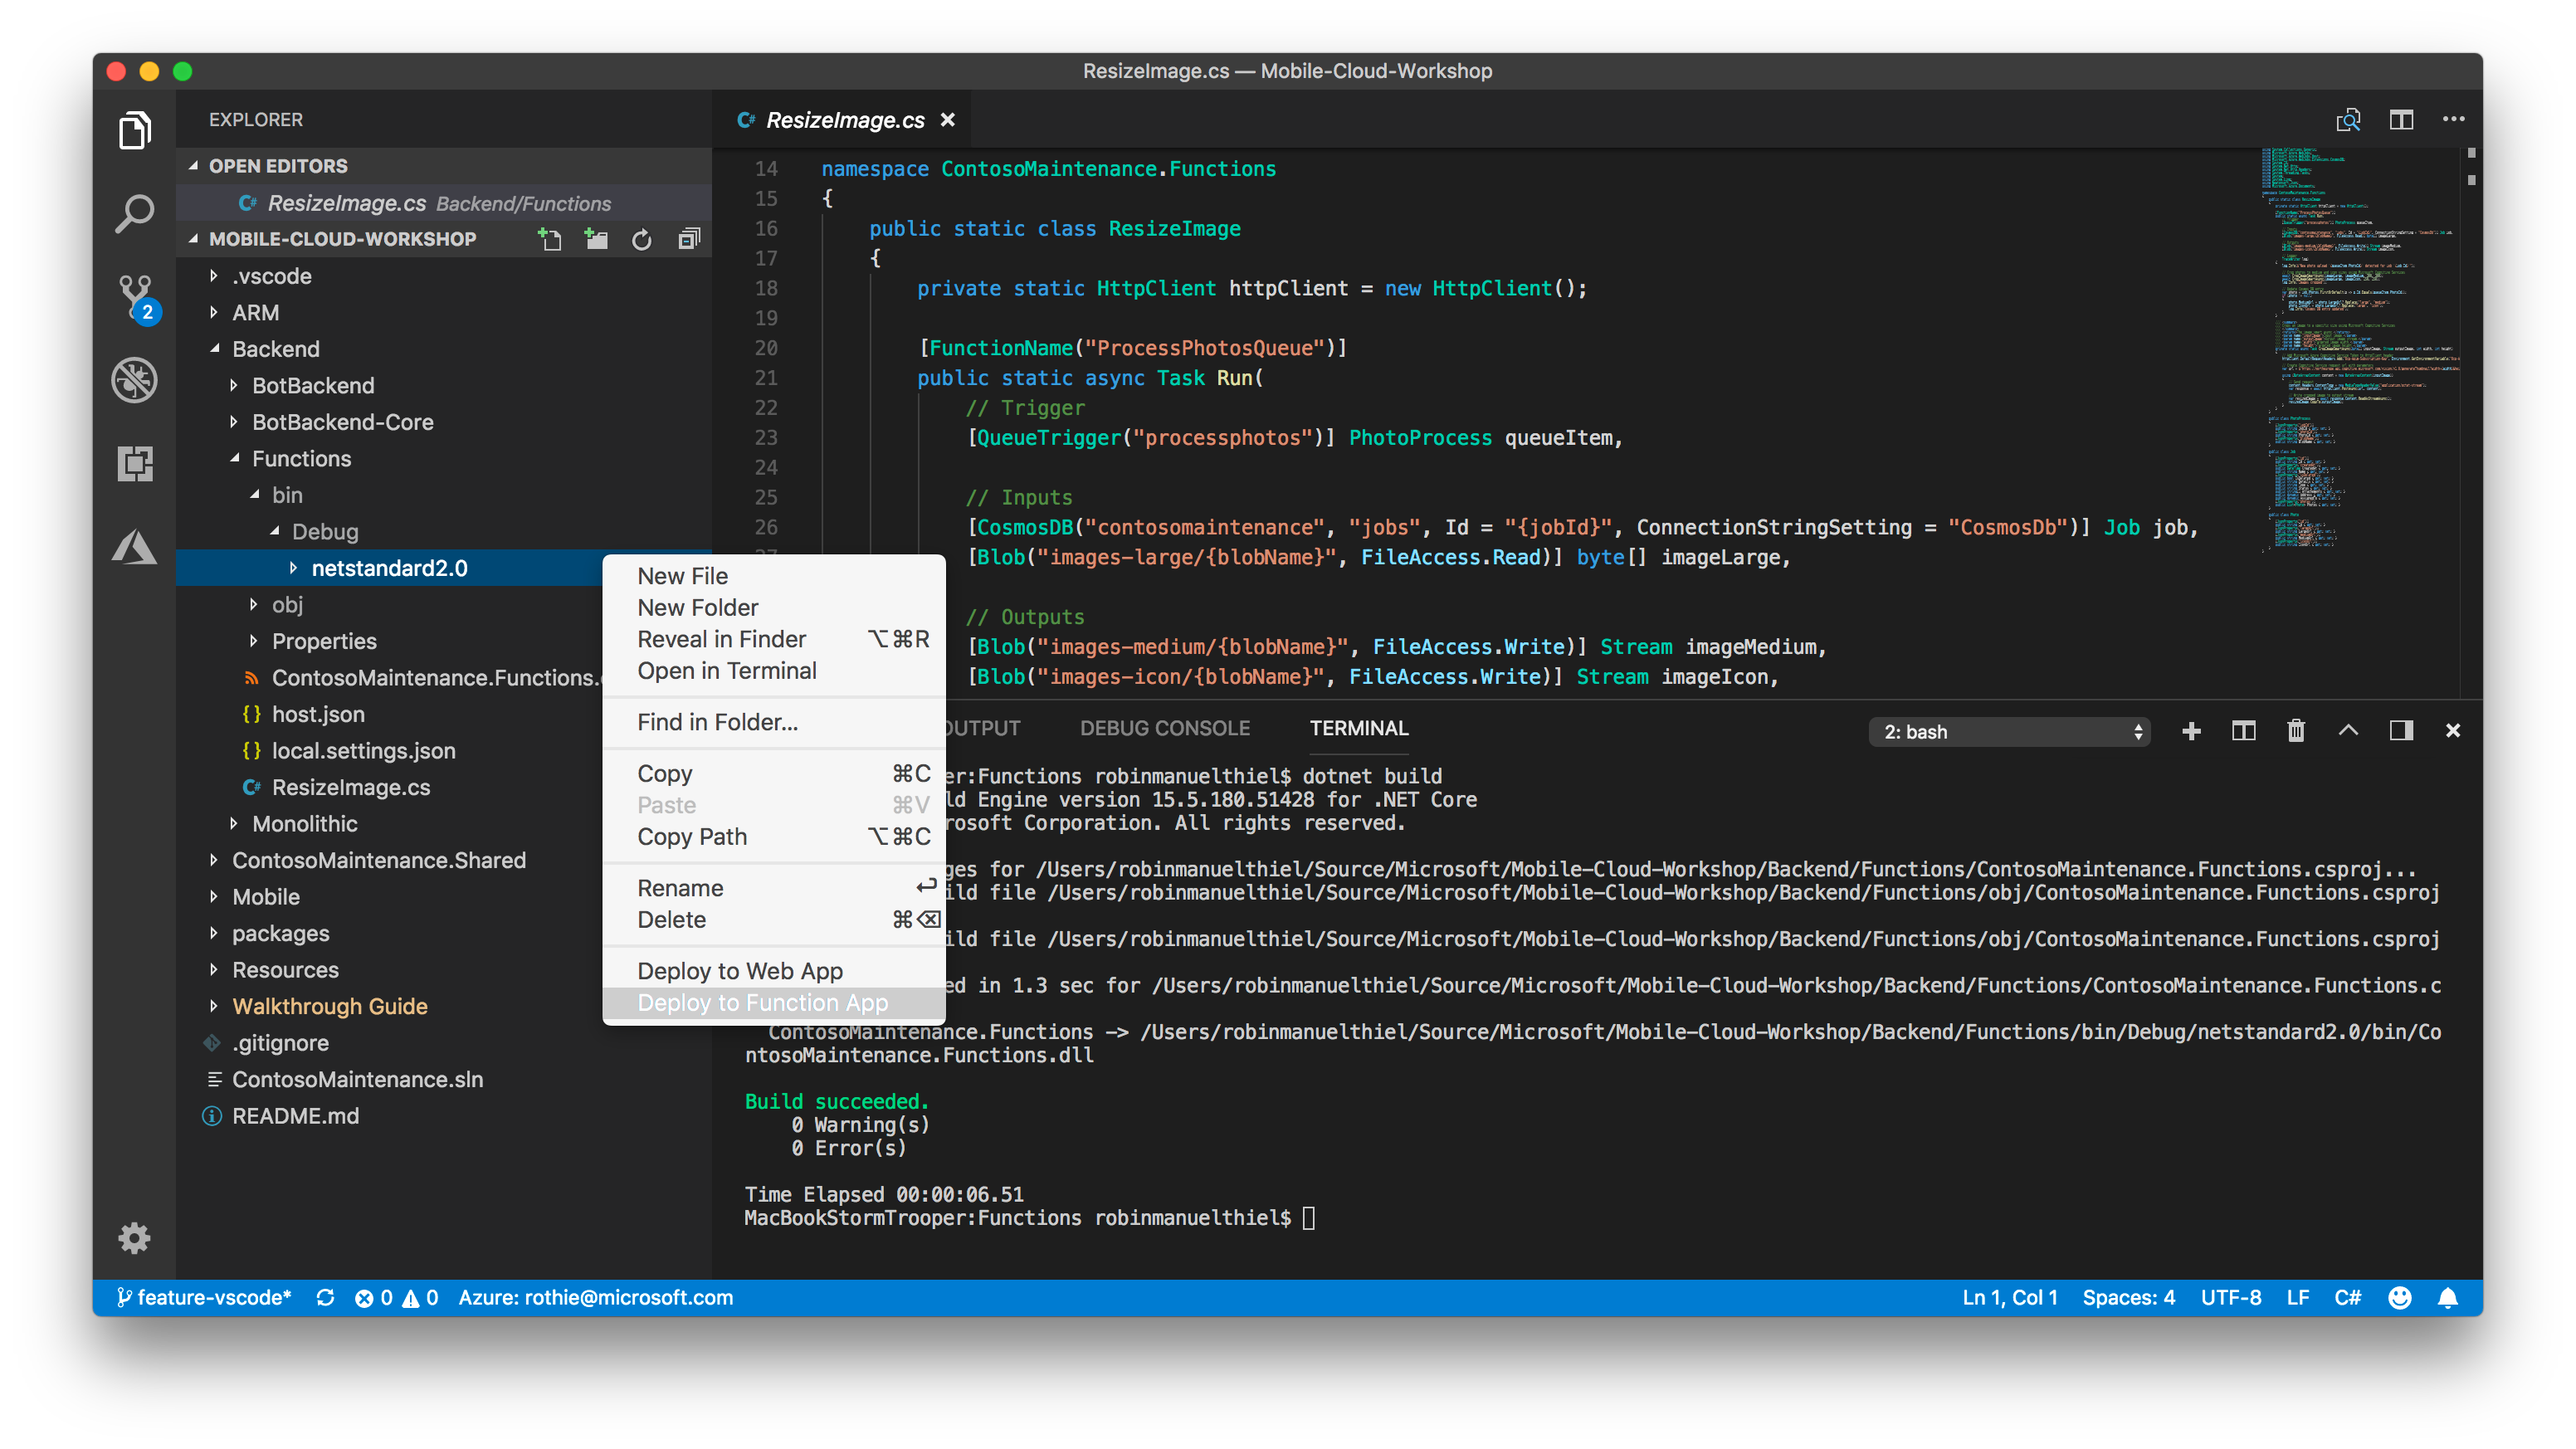 ResizeImage.cs — Mobile-Cloud-Workshop
EXPLORER
OPEN EDITORS
C# ResizeImage.cs Backend/Functions
MOBILE-CLOUD-WORKSHOP
2
.vscode
ARM
Backend
BotBackend
BotBackend-Core
Functions
bin
Debug
netstandard2.0
obj
Properties
ContosoMaintenance.Functions.
{} host.json
{} local.settings.json
C# ResizeImage.cs
Monolithic
ContosoMaintenance.Shared
Mobile
packages
Resources
Walkthrough Guide
.gitignore
ContosoMaintenance.sln
README.md
C# ResizeImage.cs
14 namespace ContosoMaintenance.Functions
15 {
16 public static class ResizeImage
17 {
18 private static HttpClient httpClient = new HttpClient();
19
20 [FunctionName("ProcessPhotosQueue")]
21 public static async Task Run(
22 // Trigger
23 [QueueTrigger("processphotos")] PhotoProcess queueItem,
24
25 // Inputs
26 [CosmosDB("contosomaintenance", "jobs", Id = "{jobId}", ConnectionStringSetting = "CosmosDb")] Job job,
[Blob("images-large/{blobName}", FileAccess.Read)] byte[] imageLarge,
// Outputs
[Blob("images-medium/{blobName}", FileAccess.Write)] Stream imageMedium,
[Blob("images-icon/{blobName}", FileAccess.Write)] Stream imageIcon,
New File
New Folder
Reveal in Finder ⌥⌘R
Open in Terminal
Find in Folder...
Copy ⌘C
Paste ⌘V
Copy Path ⌥⌘C
Rename ↩
Delete ⌘⌫
Deploy to Web App
Deploy to Function App
OUTPUT DEBUG CONSOLE TERMINAL 2: bash
er:Functions robinmanuelthiel$ dotnet build
ld Engine version 15.5.180.51428 for .NET Core
rosoft Corporation. All rights reserved.
ges for /Users/robinmanuelthiel/Source/Microsoft/Mobile-Cloud-Workshop/Backend/Functions/ContosoMaintenance.Functions.csproj...
ild file /Users/robinmanuelthiel/Source/Microsoft/Mobile-Cloud-Workshop/Backend/Functions/obj/ContosoMaintenance.Functions.csproj
ild file /Users/robinmanuelthiel/Source/Microsoft/Mobile-Cloud-Workshop/Backend/Functions/obj/ContosoMaintenance.Functions.csproj
ed in 1.3 sec for /Users/robinmanuelthiel/Source/Microsoft/Mobile-Cloud-Workshop/Backend/Functions/ContosoMaintenance.Functions.c
ContosoMaintenance.Functions -> /Users/robinmanuelthiel/Source/Microsoft/Mobile-Cloud-Workshop/Backend/Functions/bin/Debug/netstandard2.0/bin/Co
ntosoMaintenance.Functions.dll
Build succeeded.
0 Warning(s)
0 Error(s)
Time Elapsed 00:00:06.51
MacBookStormTrooper:Functions robinmanuelthiel$
feature-vscode* 0 0 Azure: rothie@microsoft.com Ln 1, Col 1 Spaces: 4 UTF-8 LF C#